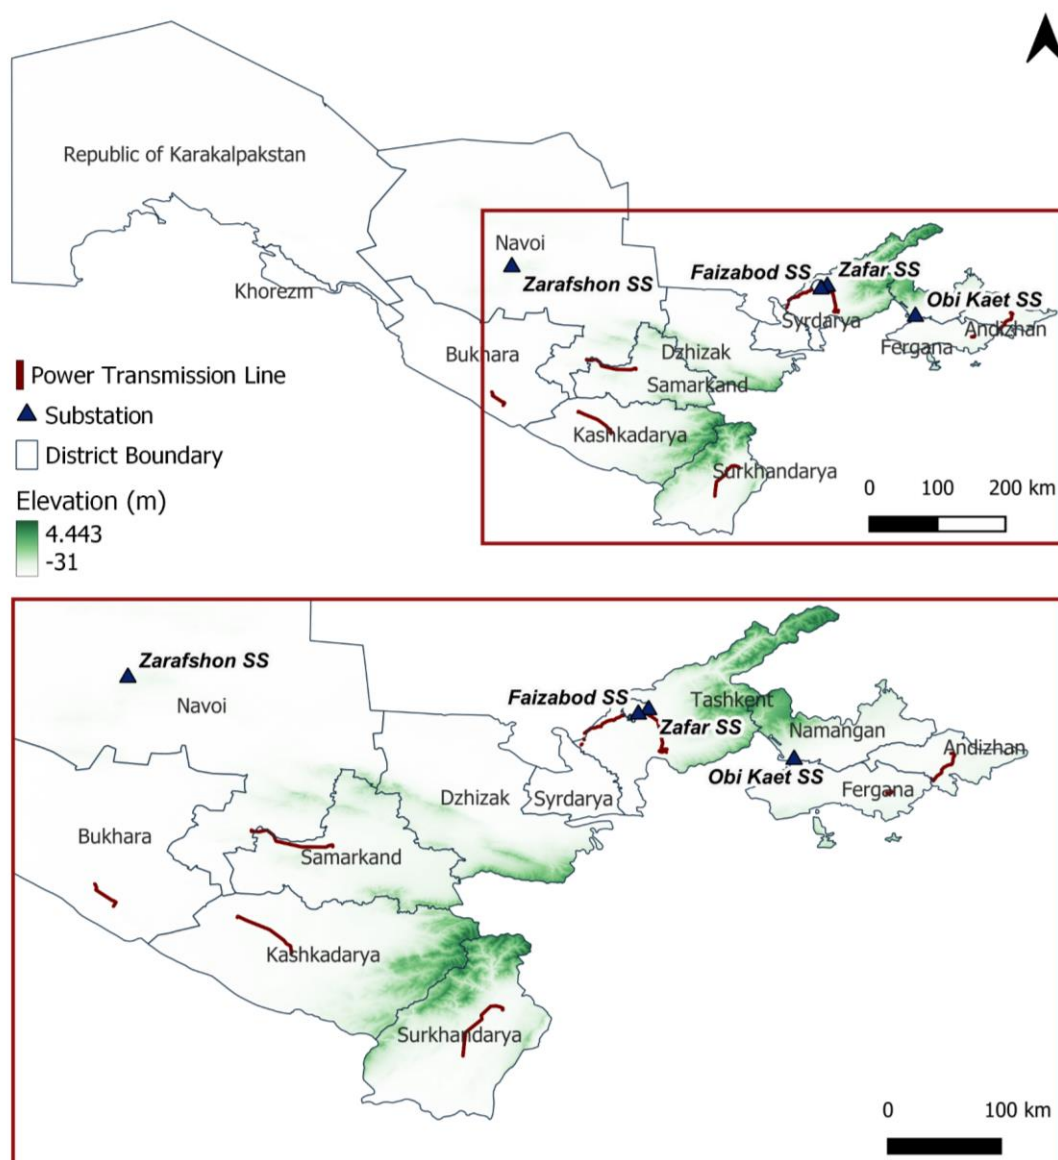 Republic of Karakalpakstan
Navoi
Zarafshon SS
Faizabod SS
Zafar SS
Khorezm
Obi Kaet SS
Syrdarya
Andizhan
Fergana
Bukhara
Dzhizak
Samarkand
Kashkadarya
Surkhandarya
Power Transmission Line
Substation
District Boundary
Elevation (m)
4.443
-31
0 100 200 km
Zarafshon SS
Navoi
Faizabod SS
Tashkent
Zafar SS
Namangan
Andizhan
Obi Kaet SS
Fergana
Dzhizak
Syrdarya
Bukhara
Samarkand
Kashkadarya
Surkhandarya
0 100 km